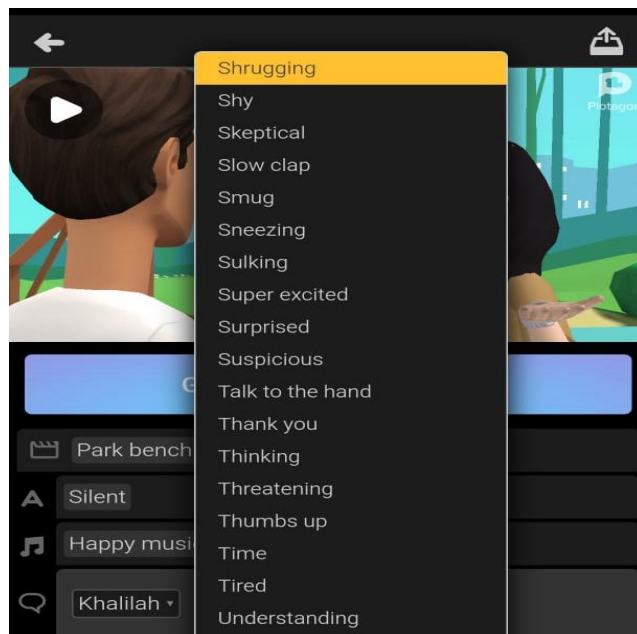 Shrugging
Shy
Skeptical
Slow clap
Smug
Sneezing
Sulking
Super excited
Surprised
Suspicious
Talk to the hand
Thank you
Thinking
Threatening
Thumbs up
Time
Tired
Understanding
Plotagon
G
Park bench
A Silent
Happy musi
Khalilah